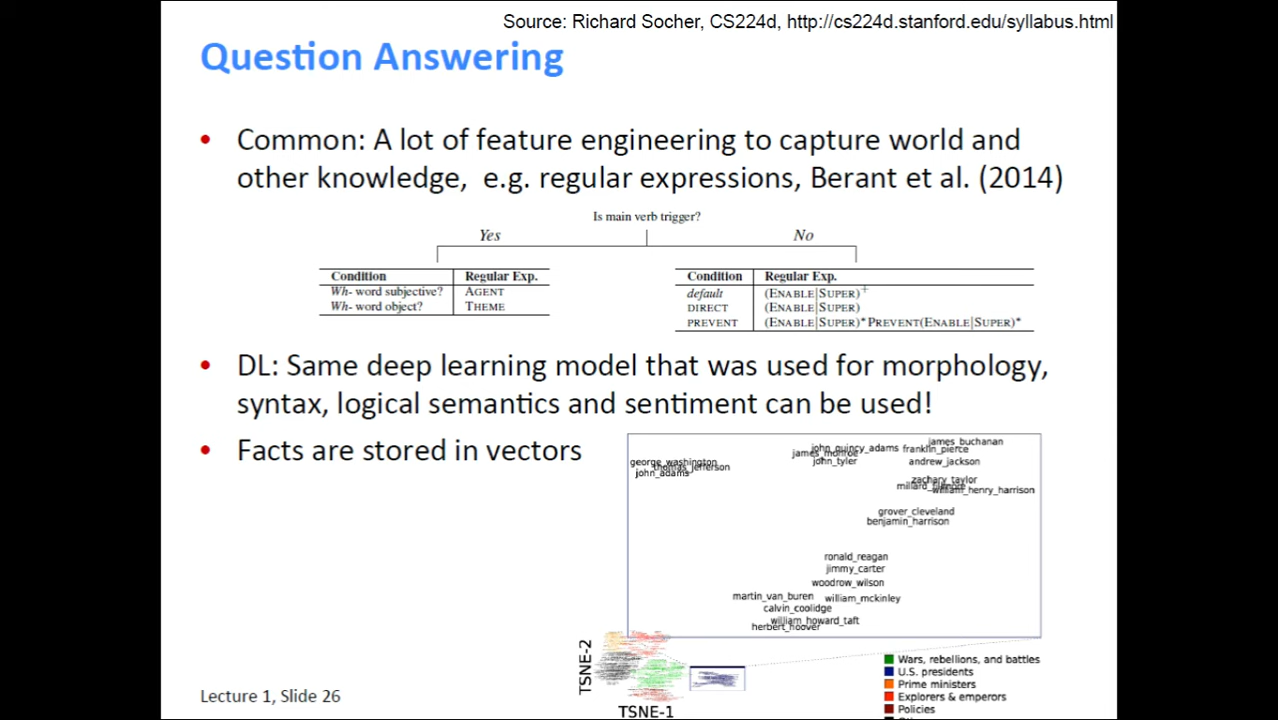 Source: Richard Socher, CS224d, http://cs224d.stanford.edu/syllabus.html
Question Answering
• Common: A lot of feature engineering to capture world and
other knowledge, e.g. regular expressions, Berant et al. (2014)
Is main verb trigger?
Yes No
Condition Regular Exp.
Wh- word subjective? AGENT
Wh- word object? THEME
Condition Regular Exp.
default (ENABLE|SUPER)+
DIRECT (ENABLE|SUPER)
PREVENT (ENABLE|SUPER)*PREVENT(ENABLE|SUPER)*
• DL: Same deep learning model that was used for morphology,
syntax, logical semantics and sentiment can be used!
• Facts are stored in vectors
james_buchanan
john_quincy_adams franklin_pierce
james_monroe
george_washington john_tyler andrew_jackson
thomas_jefferson
john_adams
zachary_taylor
millard_fillmore
william_henry_harrison
grover_cleveland
benjamin_harrison
ronald_reagan
jimmy_carter
woodrow_wilson
martin_van_buren william_mckinley
calvin_coolidge
william_howard_taft
herbert_hoover
TSNE-2
TSNE-1
Wars, rebellions, and battles
U.S. presidents
Prime ministers
Explorers & emperors
Policies
Lecture 1, Slide 26